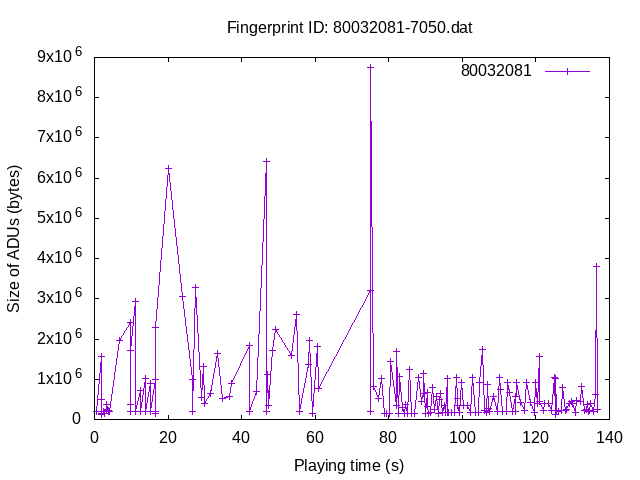 Fingerprint ID: 80032081-7050.dat
80032081
9x10^6
8x10^6
7x10^6
6x10^6
5x10^6
4x10^6
3x10^6
2x10^6
1x10^6
0
Size of ADUs (bytes)
0 20 40 60 80 100 120 140
Playing time (s)